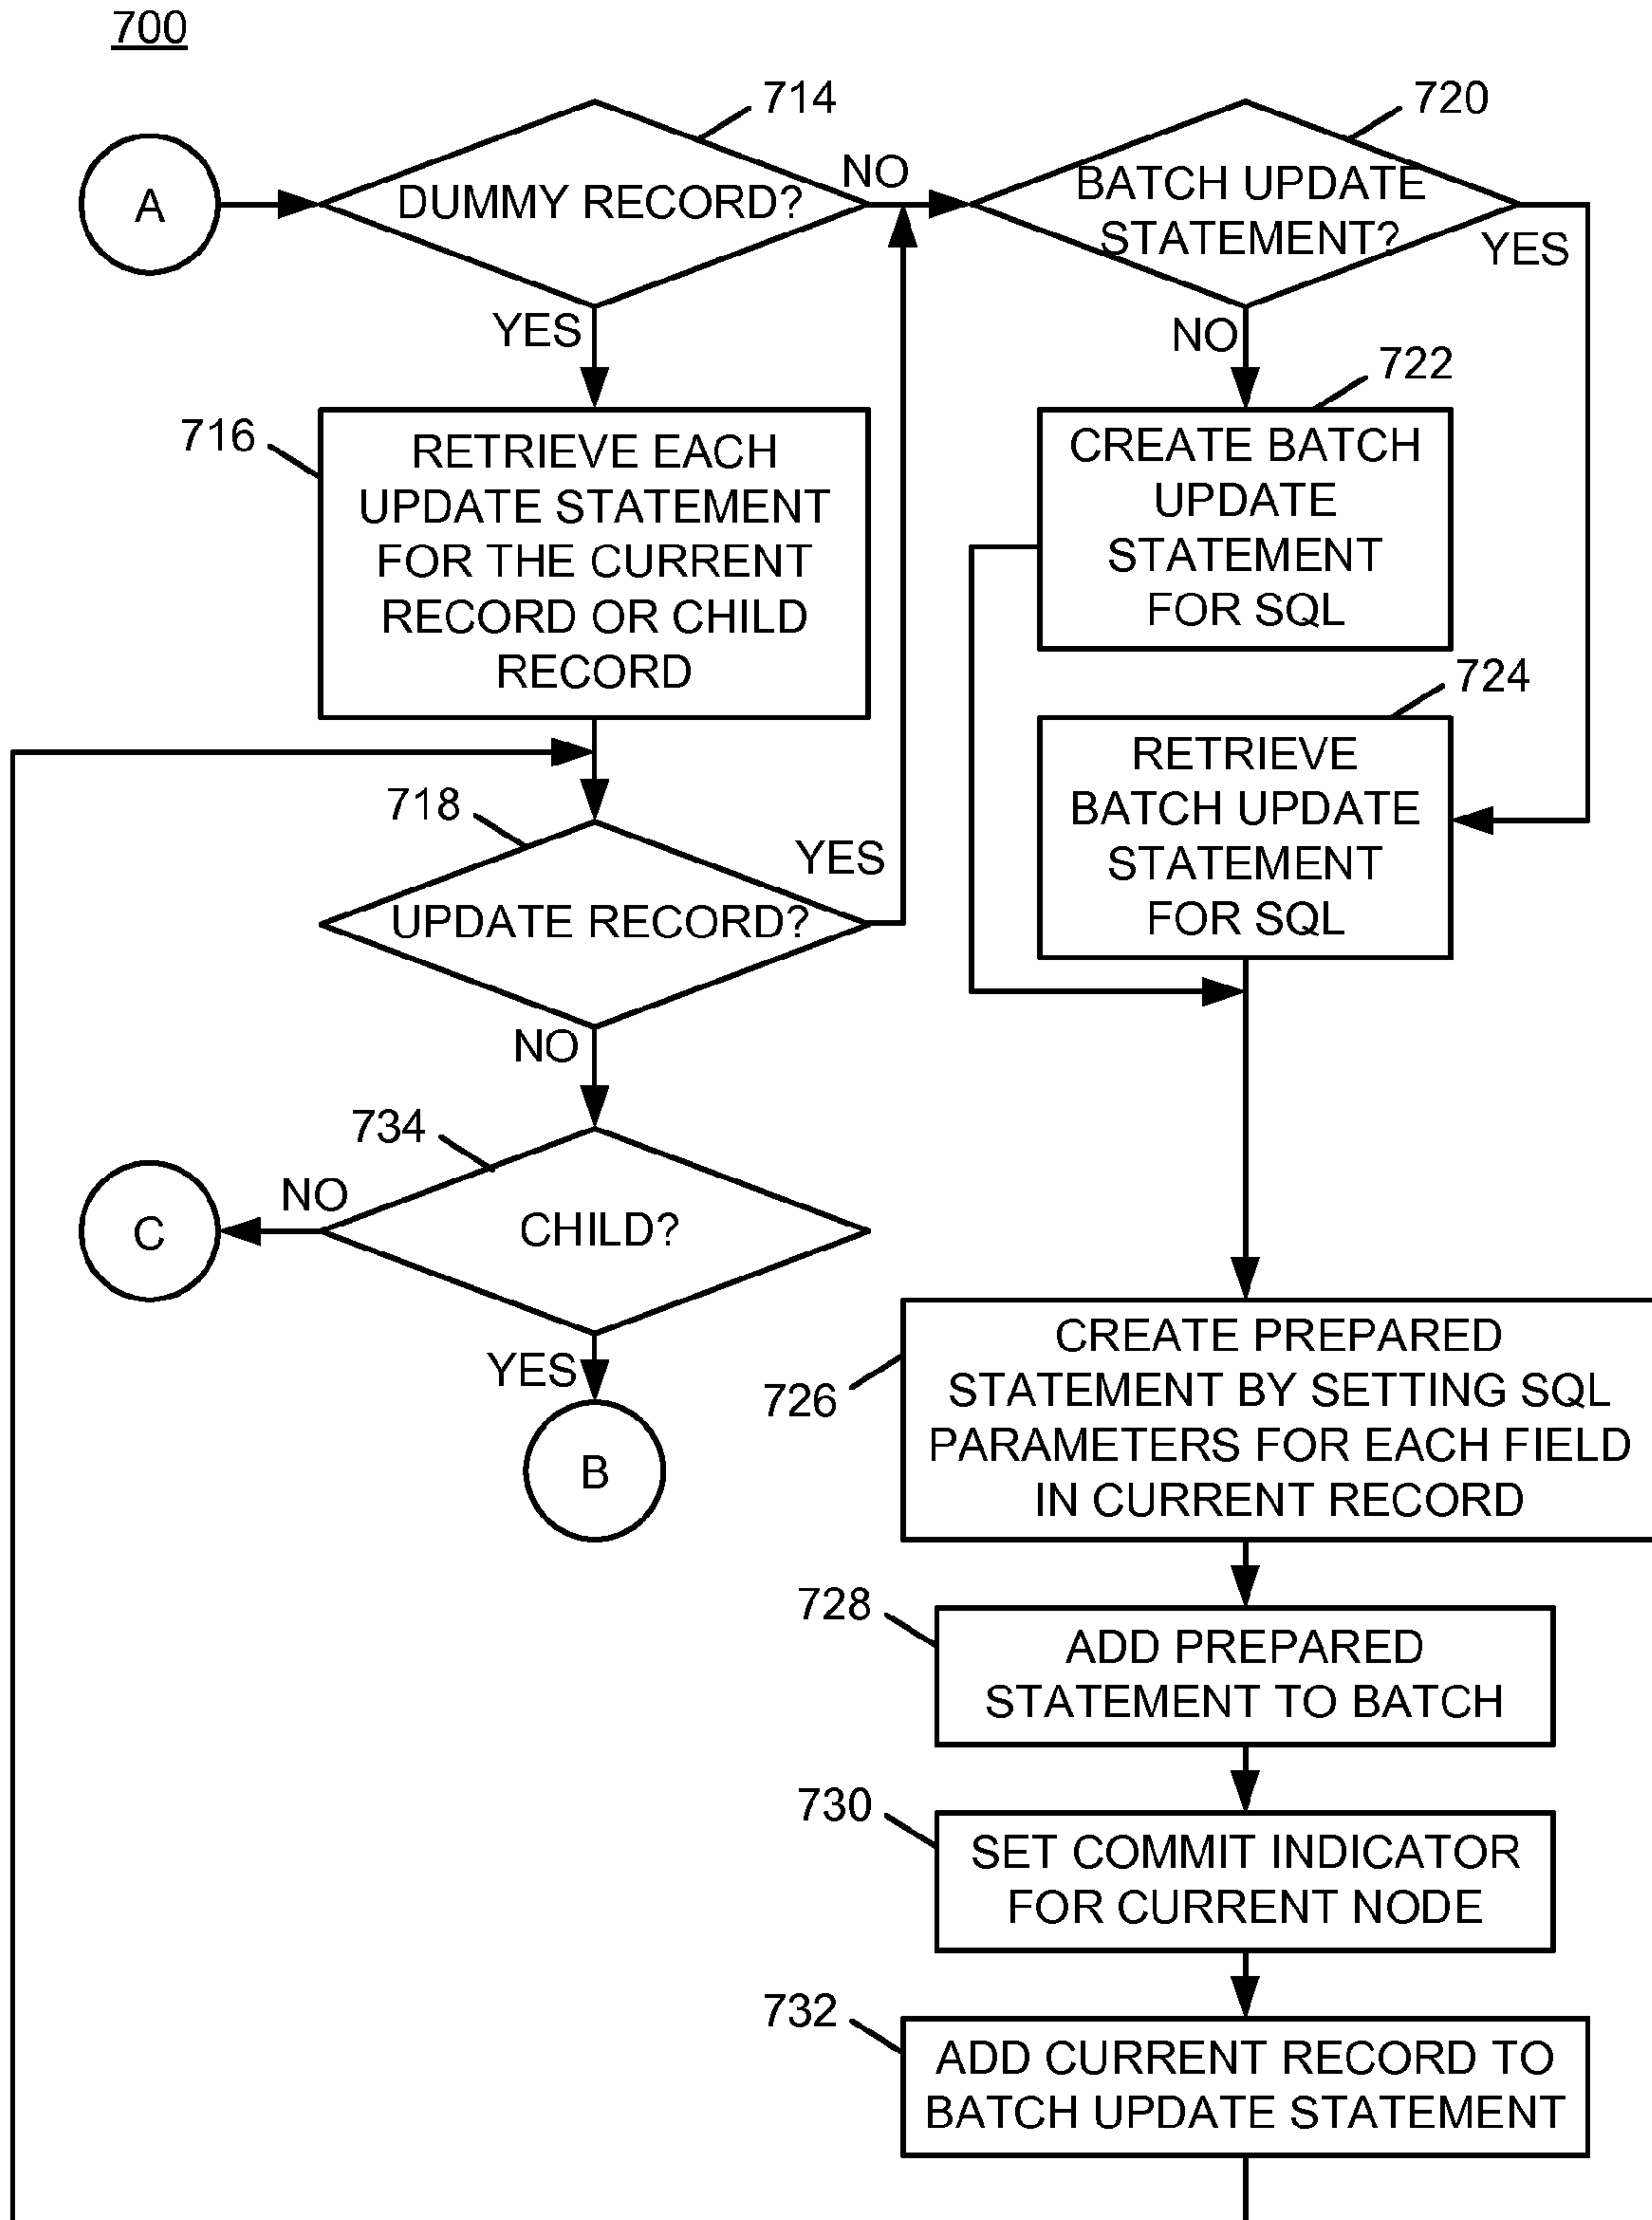 700
714
720
A
DUMMY RECORD?
NO
BATCH UPDATE
STATEMENT?
YES
YES
NO
722
716
RETRIEVE EACH
UPDATE STATEMENT
FOR THE CURRENT
RECORD OR CHILD
RECORD
CREATE BATCH
UPDATE
STATEMENT
FOR SQL
724
RETRIEVE
BATCH UPDATE
STATEMENT
FOR SQL
718
YES
UPDATE RECORD?
NO
734
NO
C
CHILD?
YES
B
726
CREATE PREPARED
STATEMENT BY SETTING SQL
PARAMETERS FOR EACH FIELD
IN CURRENT RECORD
728
ADD PREPARED
STATEMENT TO BATCH
730
SET COMMIT INDICATOR
FOR CURRENT NODE
732
ADD CURRENT RECORD TO
BATCH UPDATE STATEMENT